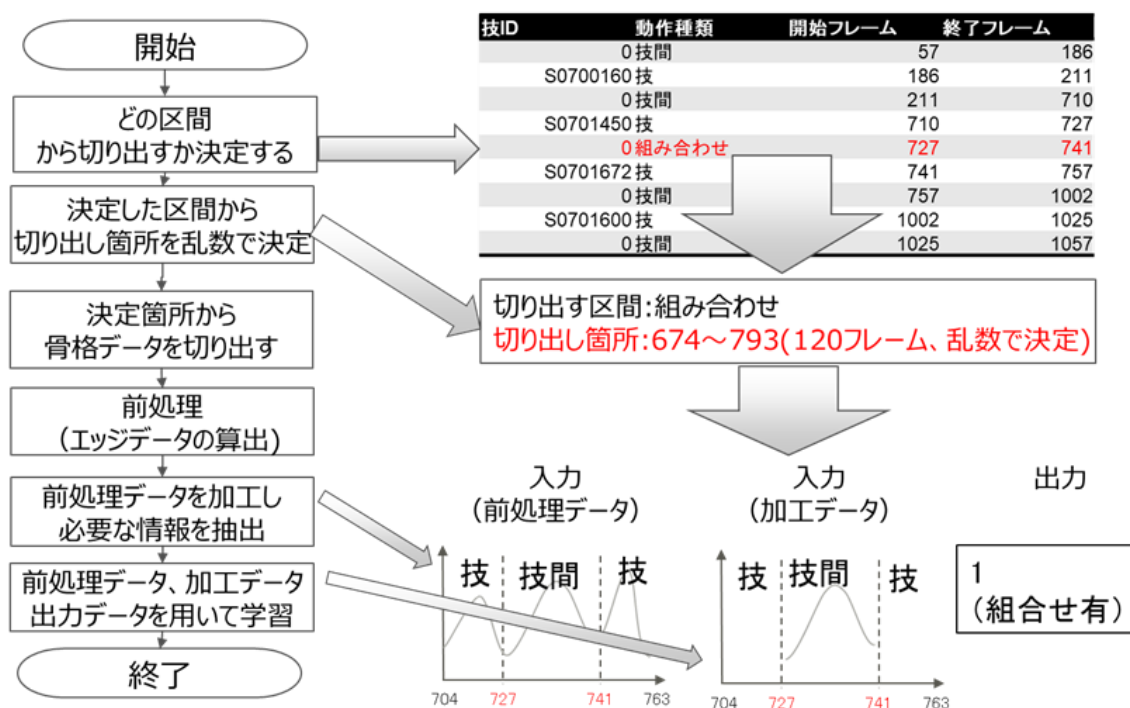 開始
どの区間
から切り出すか決定する
決定した区間から
切り出し箇所を乱数で決定
決定箇所から
骨格データを切り出す
前処理
(エッジデータの算出)
前処理データを加工し
必要な情報を抽出
前処理データ、加工データ
出力データを用いて学習
終了
技ID 動作種類 開始フレーム 終了フレーム
0 技間 57 186
S0700160 技 186 211
0 技間 211 710
S0701450 技 710 727
0 組み合わせ 727 741
S0701672 技 741 757
0 技間 757 1002
S0701600 技 1002 1025
0 技間 1025 1057
切り出す区間:組み合わせ
切り出し箇所:674～793(120フレーム、乱数で決定)
入力
(前処理データ)
技 技間 技
704 727 741 763
入力
(加工データ)
技 技間 技
704 727 741 763
出力
1
(組合せ有)